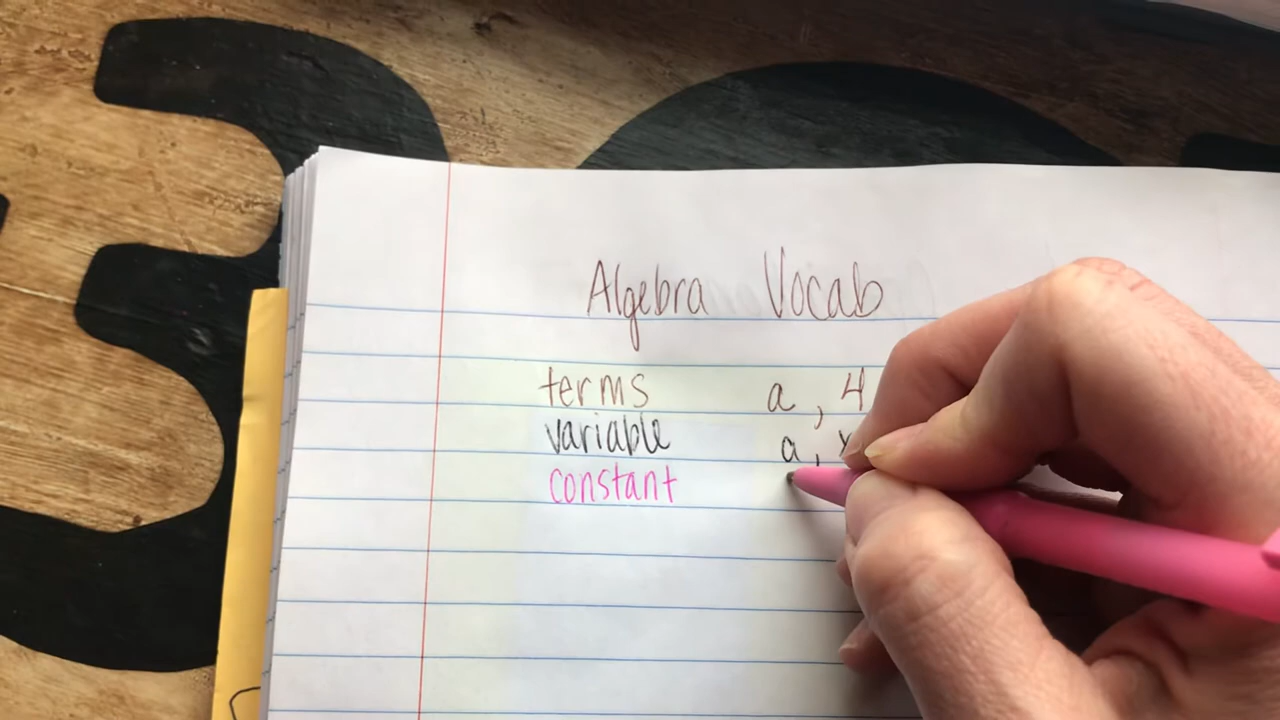 Algebra Vocab
terms a, 4
variable a,
constant